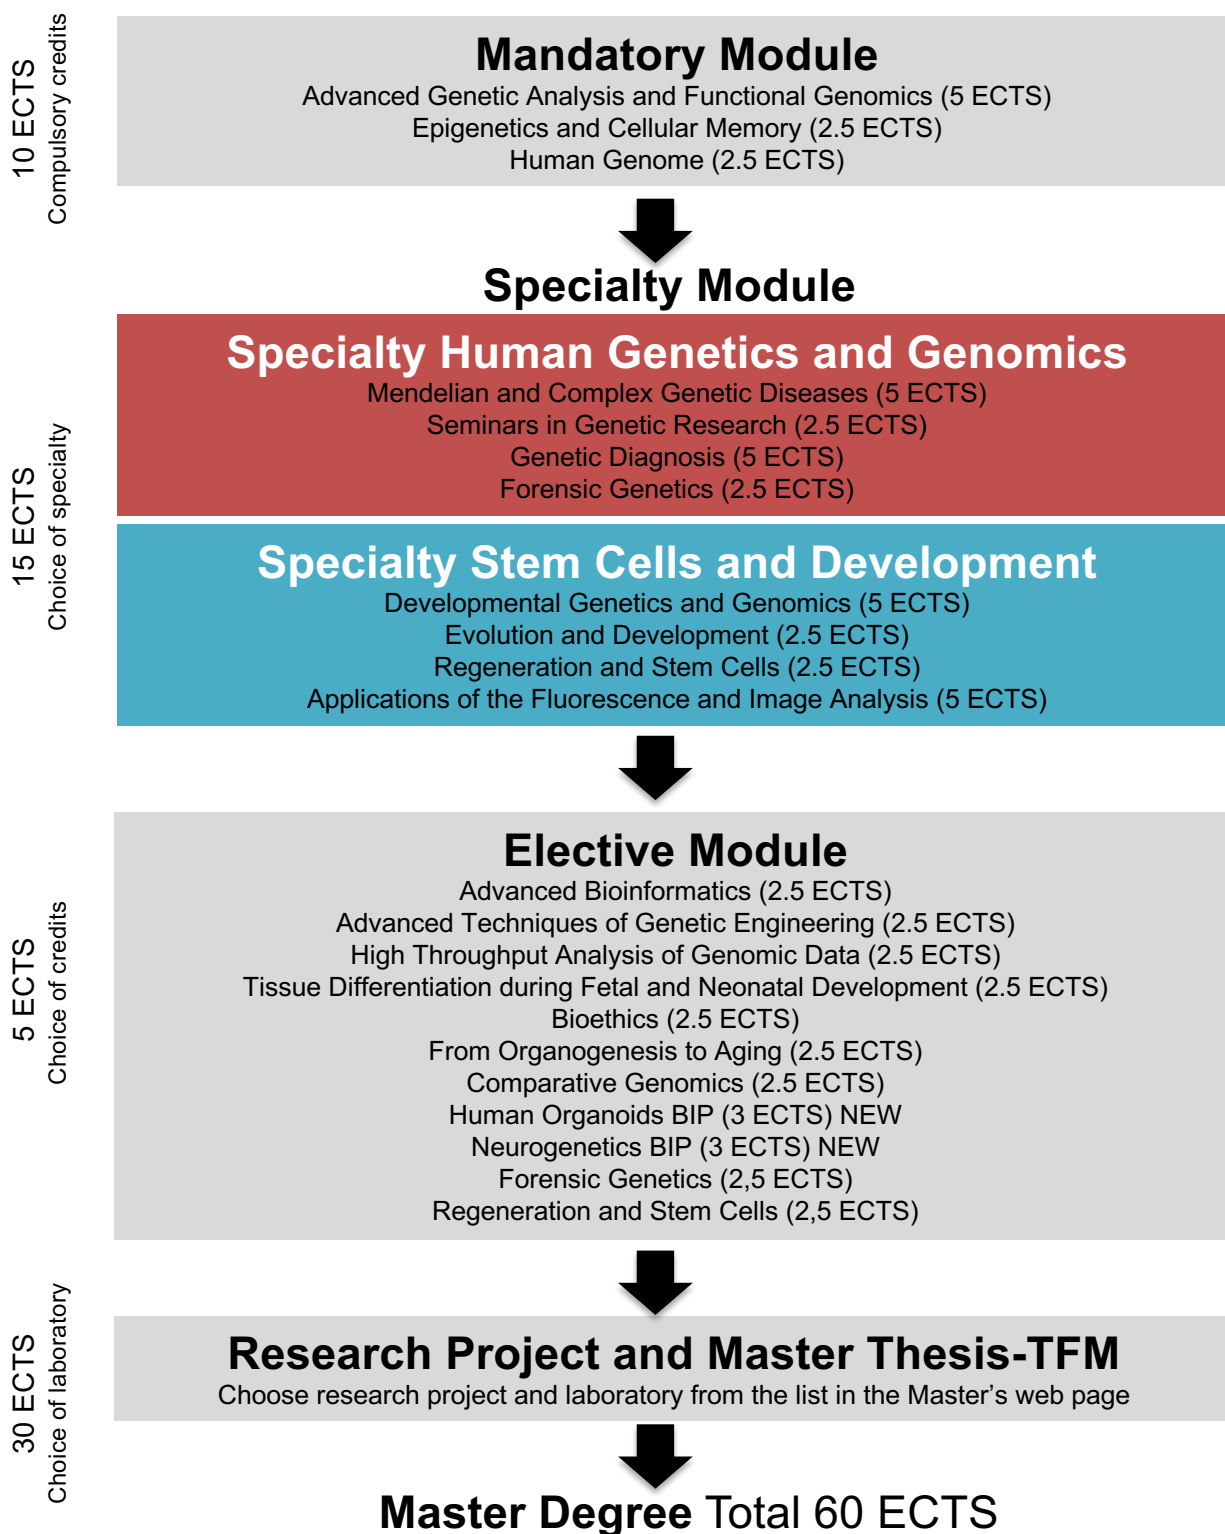 10 ECTS
Compulsory credits
Mandatory Module
Advanced Genetic Analysis and Functional Genomics (5 ECTS)
Epigenetics and Cellular Memory (2.5 ECTS)
Human Genome (2.5 ECTS)
Specialty Module
15 ECTS
Choice of specialty
Specialty Human Genetics and Genomics
Mendelian and Complex Genetic Diseases (5 ECTS)
Seminars in Genetic Research (2.5 ECTS)
Genetic Diagnosis (5 ECTS)
Forensic Genetics (2.5 ECTS)
Specialty Stem Cells and Development
Developmental Genetics and Genomics (5 ECTS)
Evolution and Development (2.5 ECTS)
Regeneration and Stem Cells (2.5 ECTS)
Applications of the Fluorescence and Image Analysis (5 ECTS)
5 ECTS
Choice of credits
Elective Module
Advanced Bioinformatics (2.5 ECTS)
Advanced Techniques of Genetic Engineering (2.5 ECTS)
High Throughput Analysis of Genomic Data (2.5 ECTS)
Tissue Differentiation during Fetal and Neonatal Development (2.5 ECTS)
Bioethics (2.5 ECTS)
From Organogenesis to Aging (2.5 ECTS)
Comparative Genomics (2.5 ECTS)
Human Organoids BIP (3 ECTS) NEW
Neurogenetics BIP (3 ECTS) NEW
Forensic Genetics (2,5 ECTS)
Regeneration and Stem Cells (2,5 ECTS)
30 ECTS
Choice of laboratory
Research Project and Master Thesis-TFM
Choose research project and laboratory from the list in the Master’s web page
Master Degree Total 60 ECTS